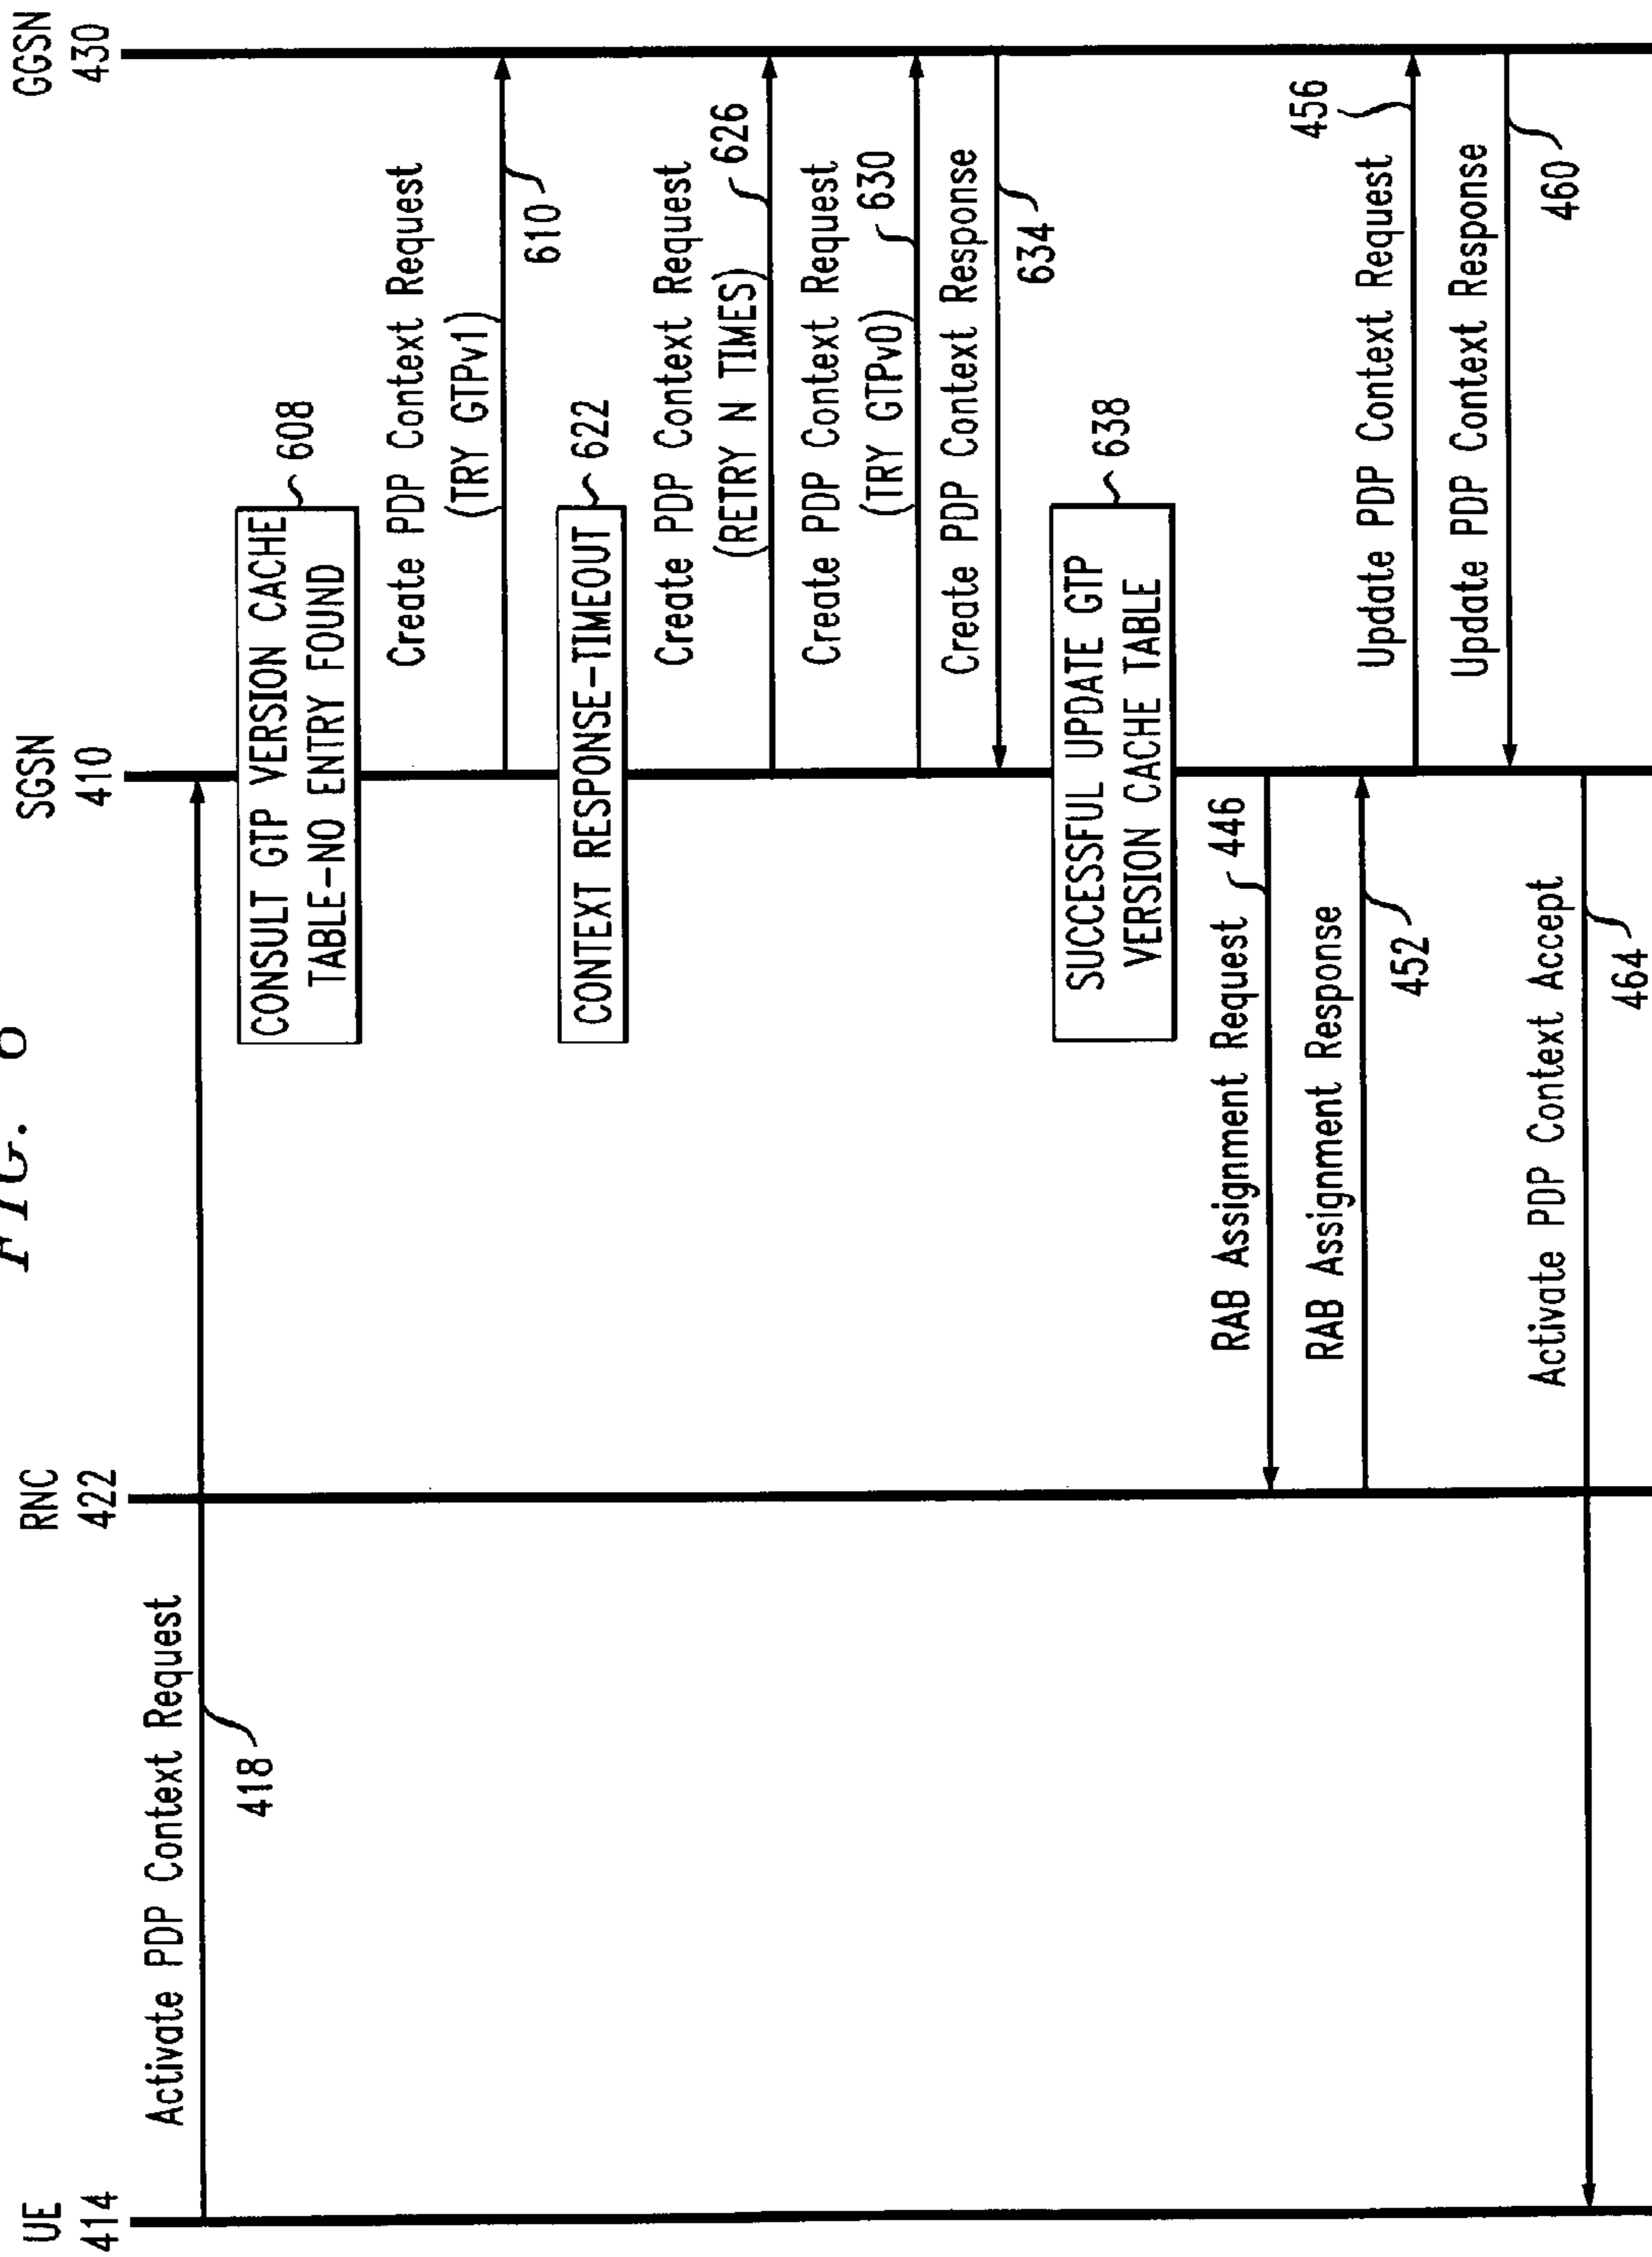 FIG.
UE
414
RNC
422
SGSN
410
GGSN
430
Activate PDP Context Request
418
CONSULT GTP VERSION CACHE
TABLE-NO ENTRY FOUND
608
Create PDP Context Request
(TRY GTPv1)
610
CONTEXT RESPONSE-TIMEOUT
622
Create PDP Context Request
(RETRY N TIMES)
626
Create PDP Context Request
(TRY GTPv0)
630
Create PDP Context Response
634
SUCCESSFUL UPDATE GTP
VERSION CACHE TABLE
638
RAB Assignment Request
446
RAB Assignment Response
452
Update PDP Context Request
456
Update PDP Context Response
460
Activate PDP Context Accept
464